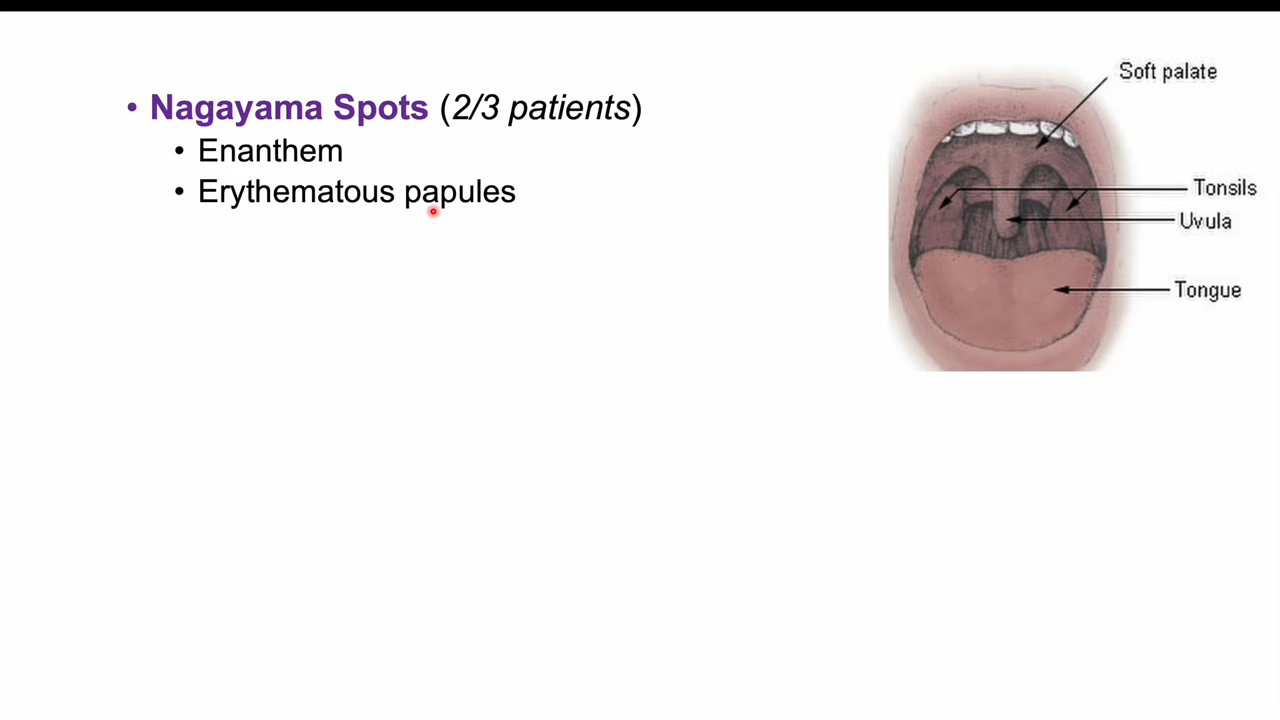 • Nagayama Spots (2/3 patients)
• Enanthem
• Erythematous papules
Soft palate
Tonsils
Uvula
Tongue